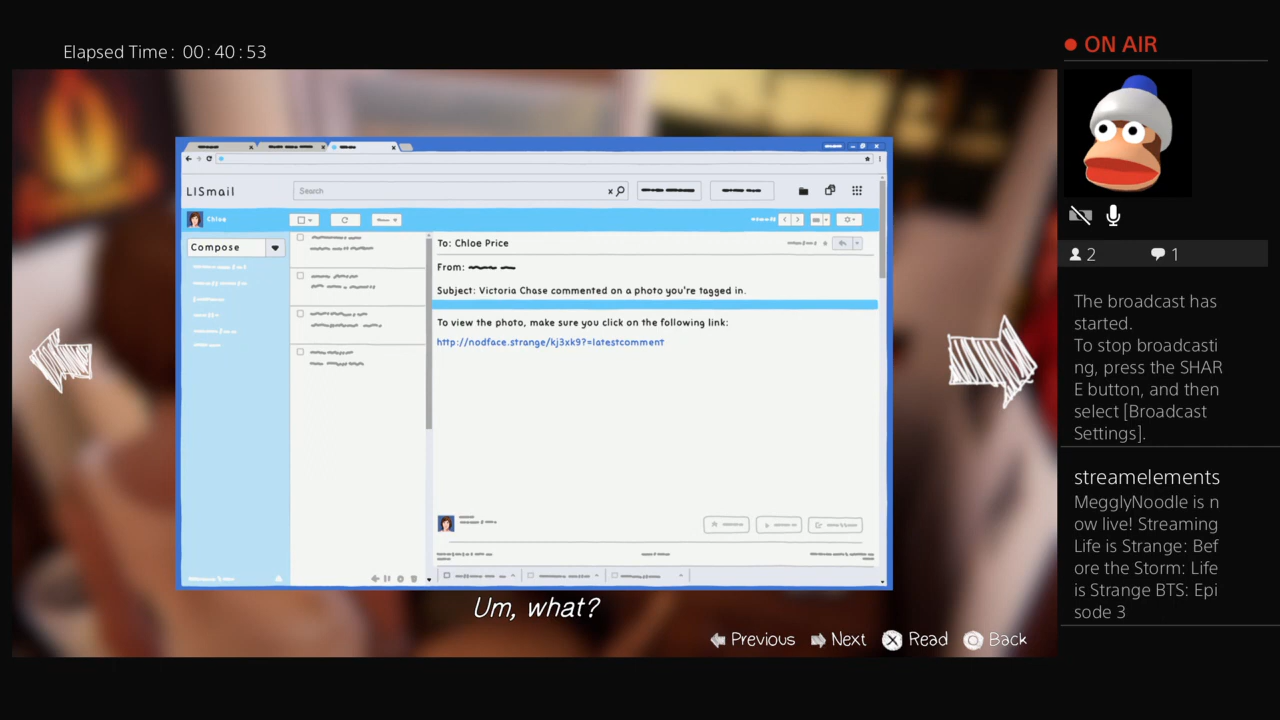 Elapsed Time: 00:40:53
ON AIR
LISmail
Search
x
Chloe
Compose
To: Chloe Price
From:
Subject: Victoria Chase commented on a photo you're tagged in.
To view the photo, make sure you click on the following link:
http://nodface.strange/kj3xk9?=latestcomment
Um, what?
Previous
Next
Read
Back
2
1
The broadcast has
started.
To stop broadcasti
ng, press the SHAR
E button, and then
select [Broadcast
Settings].
streamelements
MegglyNoodle is n
ow live! Streaming
Life is Strange: Bef
ore the Storm: Life
is Strange BTS: Epi
sode 3